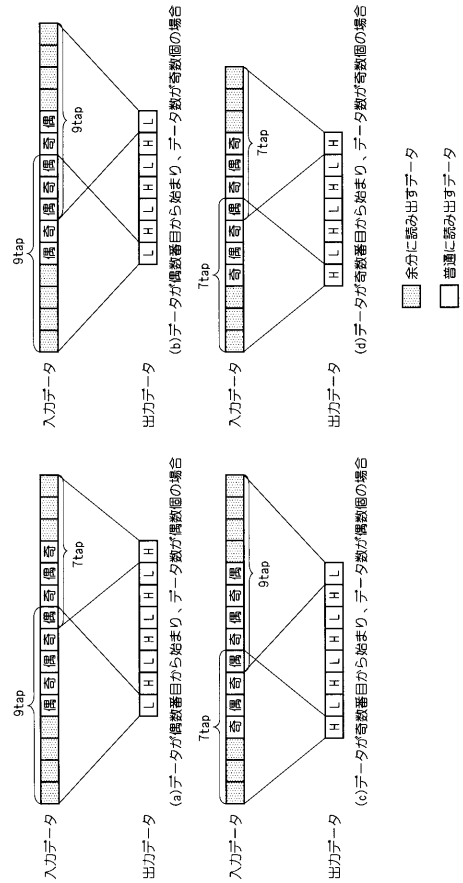 9tap
入力データ 偶 奇 偶 奇 偶 奇 偶 奇
7tap
出力データ L H L H L H L H
(a)データが偶数番目から始まり、データ数が偶数個の場合
9tap
入力データ 偶 奇 偶 奇 偶 奇 偶
9tap
出力データ L H L H L H L
(b)データが偶数番目から始まり、データ数が奇数個の場合
7tap
入力データ 奇 偶 奇 偶 奇 偶 奇 偶
9tap
出力データ H L H L H L H L
(c)データが奇数番目から始まり、データ数が偶数個の場合
7tap
入力データ 奇 偶 奇 偶 奇 偶 奇
7tap
出力データ H L H L H L H
(d)データが奇数番目から始まり、データ数が奇数個の場合
余分に読み出すデータ
普通に読み出すデータ